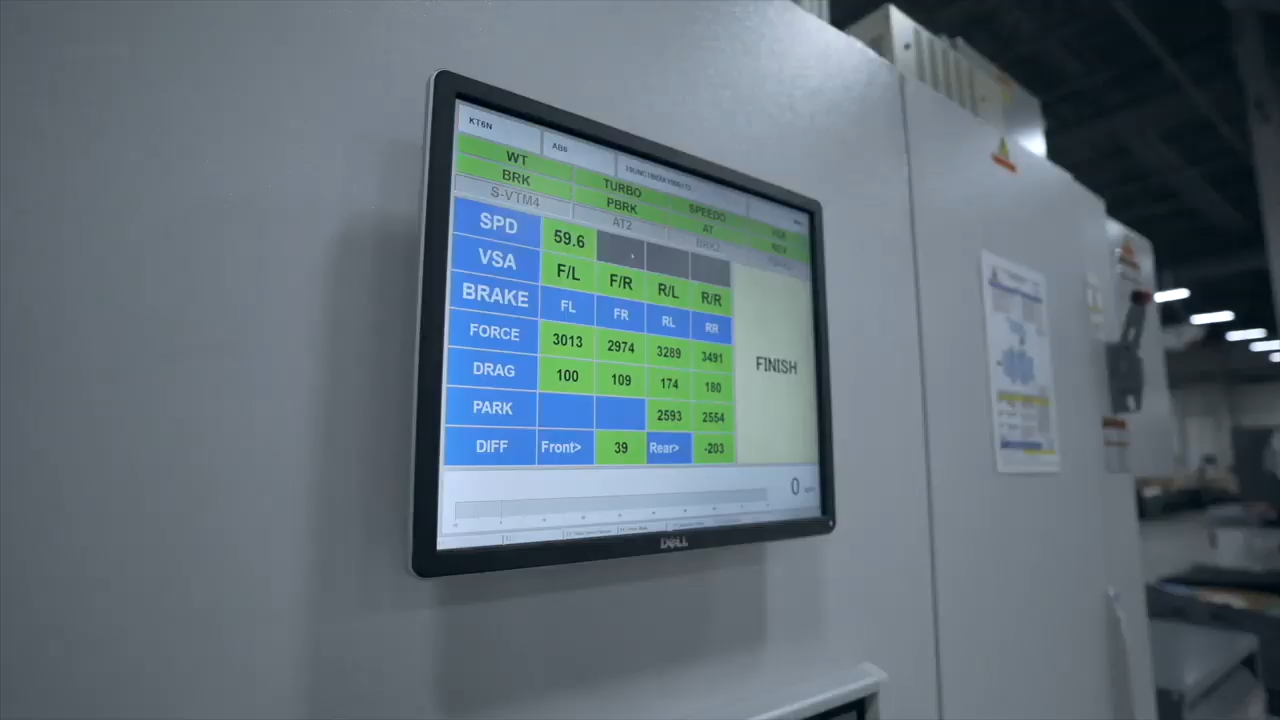 KT6N AB6
WT TURBO SPEEDO
BRK PBRK AT
S-VTM4 AT2 BRK2
SPD 59.6
VSA F/L F/R R/L R/R
BRAKE FL FR RL RR
FORCE 3013 2974 3289 3491
DRAG 100 109 174 180
PARK 2593 2554
DIFF Front> 39 Rear> -203
FINISH
0
DELL